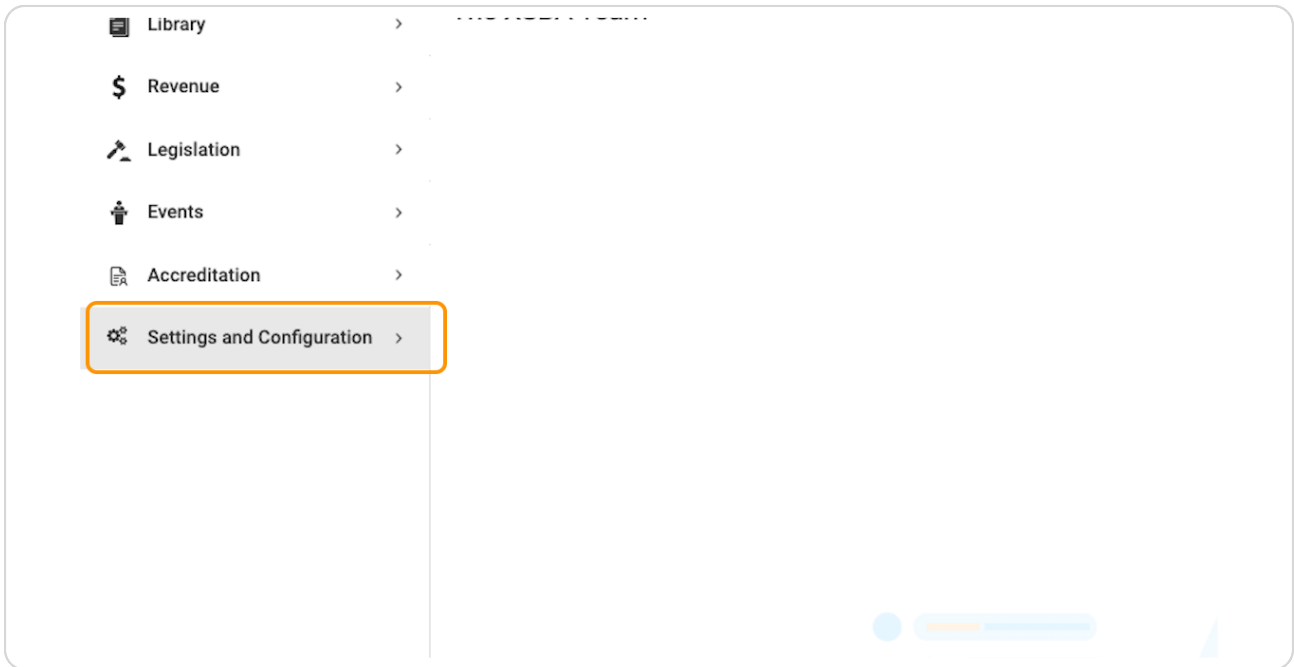 Library
Revenue
Legislation
Events
Accreditation
Settings and Configuration